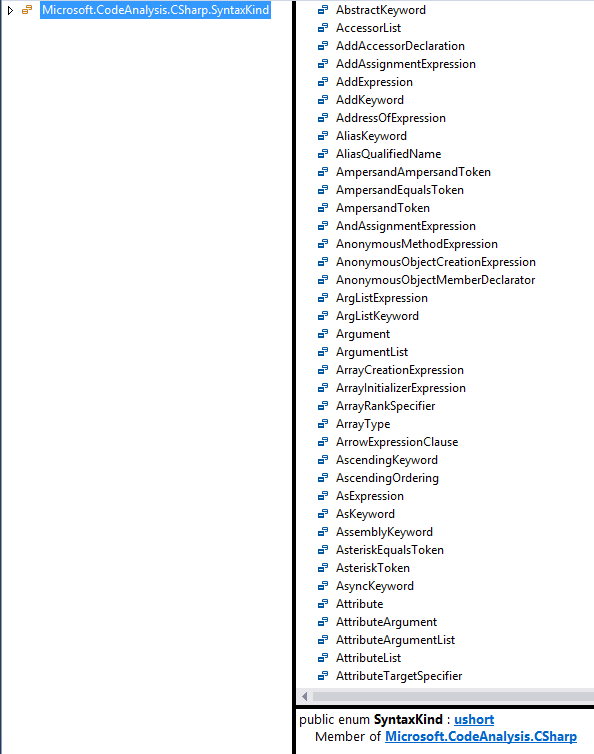 Microsoft.CodeAnalysis.CSharp.SyntaxKind
AbstractKeyword
AccessorList
AddAccessorDeclaration
AddAssignmentExpression
AddExpression
AddKeyword
AddressOfExpression
AliasKeyword
AliasQualifiedName
AmpersandAmpersandToken
AmpersandEqualsToken
AmpersandToken
AndAssignmentExpression
AnonymousMethodExpression
AnonymousObjectCreationExpression
AnonymousObjectMemberDeclarator
ArgListExpression
ArgListKeyword
Argument
ArgumentList
ArrayCreationExpression
ArrayInitializerExpression
ArrayRankSpecifier
ArrayType
ArrowExpressionClause
AscendingKeyword
AscendingOrdering
AsExpression
AsKeyword
AssemblyKeyword
AsteriskEqualsToken
AsteriskToken
AsyncKeyword
Attribute
AttributeArgument
AttributeArgumentList
AttributeList
AttributeTargetSpecifier
public enum SyntaxKind : ushort
Member of Microsoft.CodeAnalysis.CSharp